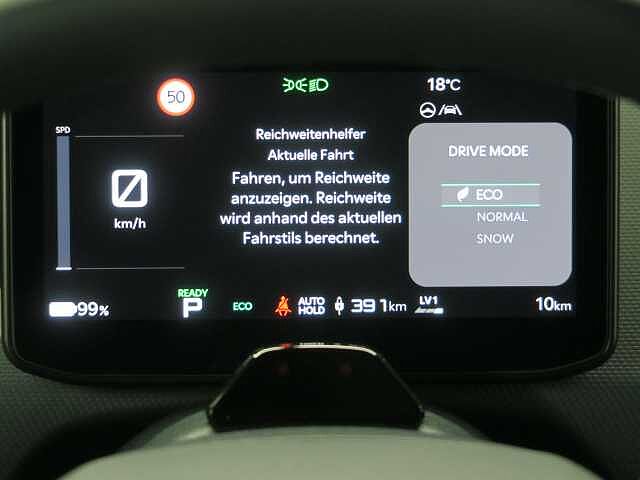 50
18°C
SPD
0
km/h
Reichweitenhelfer
Aktuelle Fahrt
Fahren, um Reichweite
anzuzeigen. Reichweite
wird anhand des aktuellen
Fahrstils berechnet.
DRIVE MODE
ECO
NORMAL
SNOW
99%
READY
P
ECO
AUTO
HOLD
391km
LV1
10km